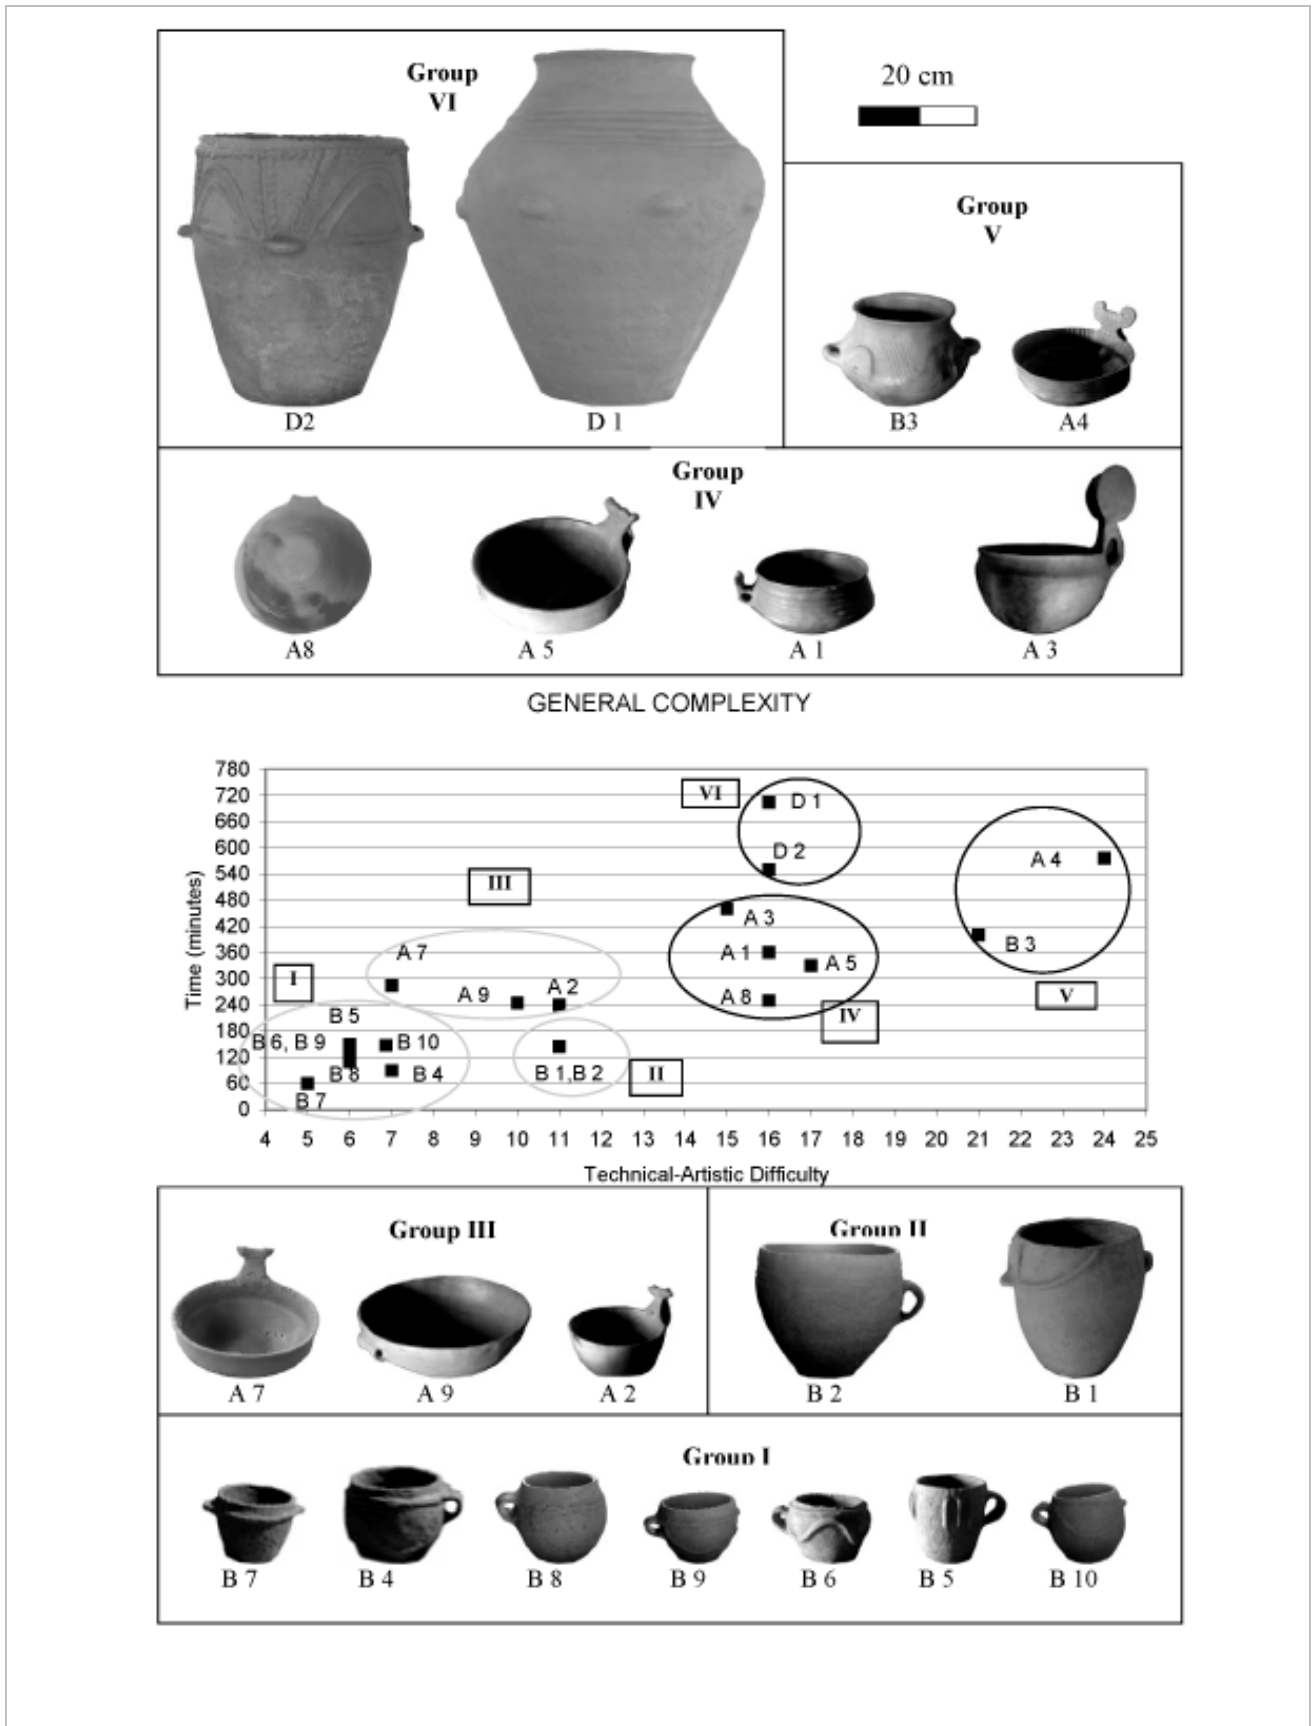 Group
VI
20 cm
Group
V
D2
D 1
B3
A4
Group
IV
A8
A 5
A 1
A 3
GENERAL COMPLEXITY
780
720
660
600
540
480
420
360
300
240
180
120
60
0
Time (minutes)
VI
D 1
D 2
A 4
III
A 3
B 3
A 7
A 1
A 5
I
A 9
A 2
A 8
V
B 5
IV
B 6, B 9
B 10
B 8
B 4
B 1,B 2
II
B 7
4 5 6 7 8 9 10 11 12 13 14 15 16 17 18 19 20 21 22 23 24 25
Technical-Artistic Difficulty
Group III
Group II
A 7
A 9
A 2
B 2
B 1
Group I
B 7
B 4
B 8
B 9
B 6
B 5
B 10